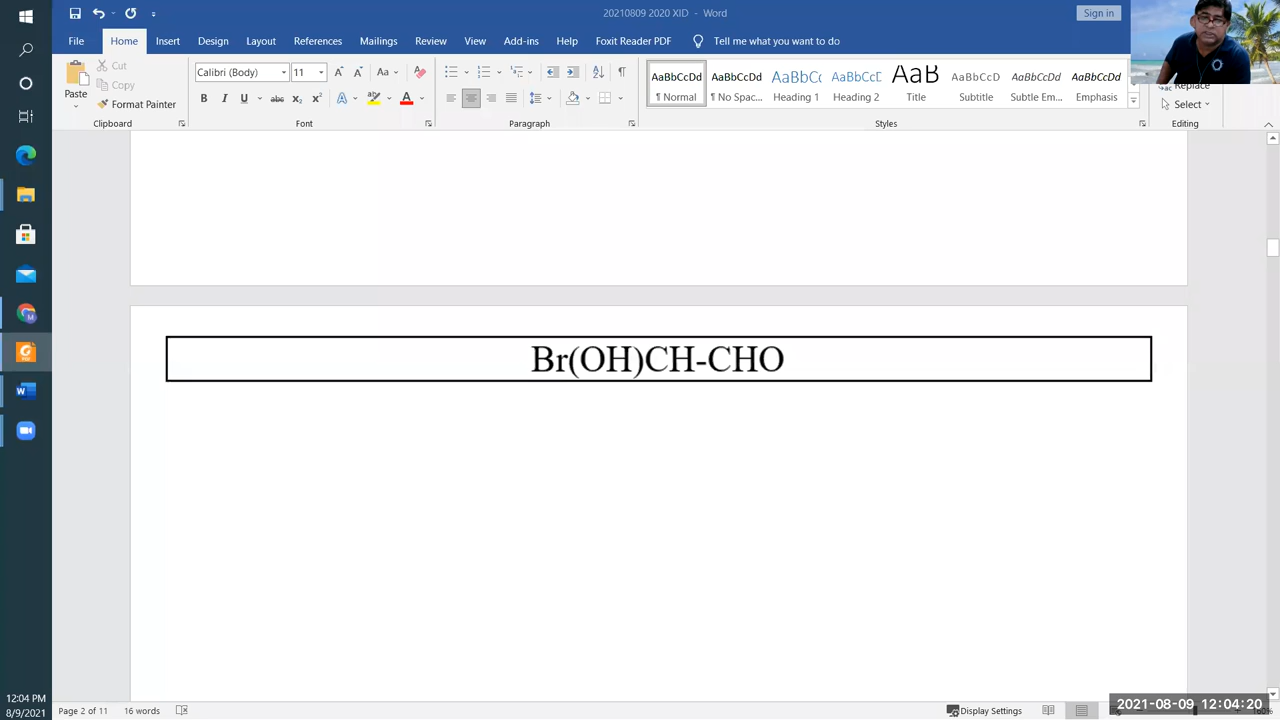 20210809 2020 XID - Word
Sign in
File Home Insert Design Layout References Mailings Review View Add-ins Help Foxit Reader PDF Tell me what you want to do
Paste
Cut
Copy
Format Painter
Clipboard
Calibri (Body) 11
Font
Paragraph
AaBbCcDd AaBbCcDd AaBbCc AaBbCcD AaB AaBbCcD AaBbCcDd AaBbCcDd
¶ Normal ¶ No Spac... Heading 1 Heading 2 Title Subtitle Subtle Em... Emphasis
Styles
Replace
Select
Editing
Br(OH)CH-CHO
12:04 PM
8/9/2021
Page 2 of 11 16 words
Display Settings
2021-08-09 12:04:20